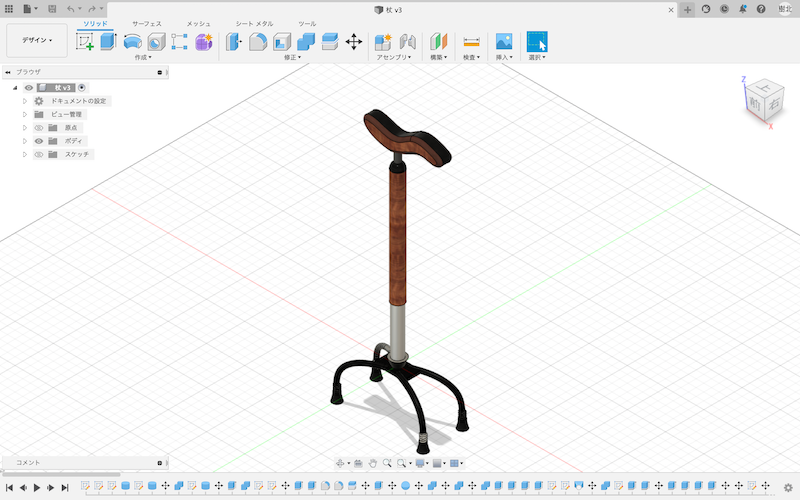 杖 v3
樹北
ソリッド サーフェス メッシュ シート メタル ツール
デザイン
作成 修正 アセンブリ 構築 検査 挿入 選択
ブラウザ
杖 v3
ドキュメントの設定
ビュー管理
原点
ボディ
スケッチ
Z
上
前 右
X
コメント